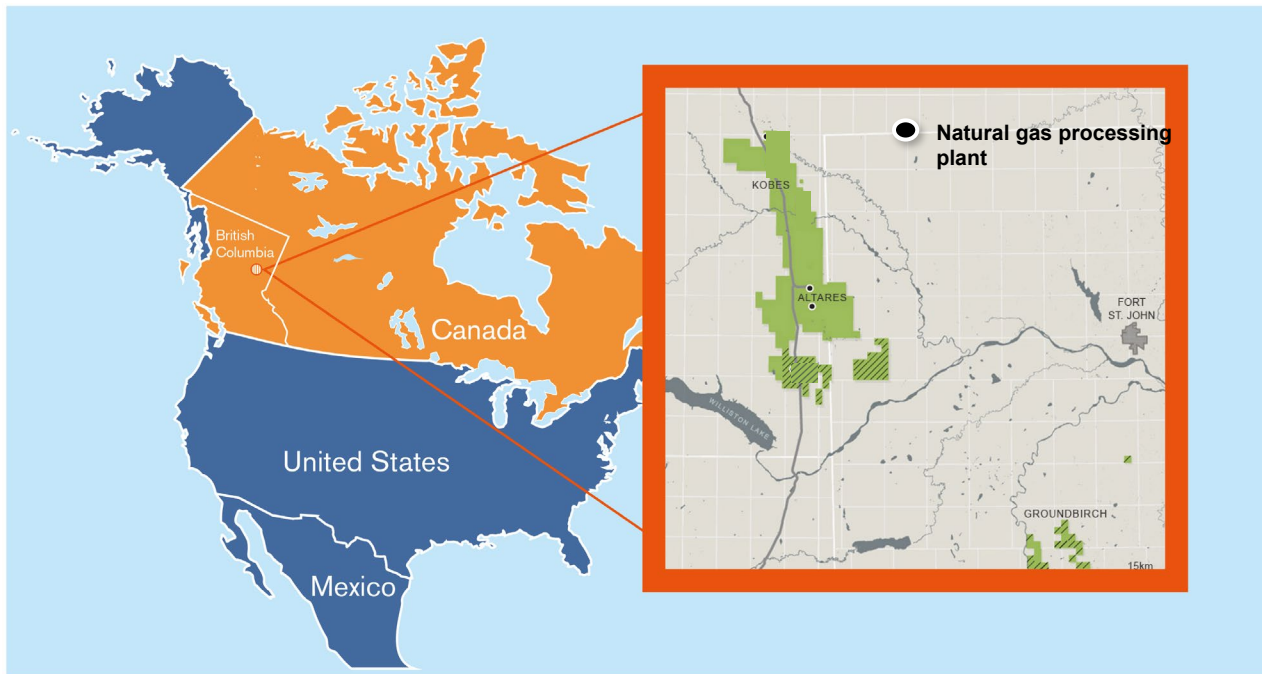 British
Columbia
Canada
United States
Mexico
Natural gas processing
plant
KOBES
ALTARES
FORT
ST. JOHN
WILLISTON LAKE
GROUNDBIRCH
15km